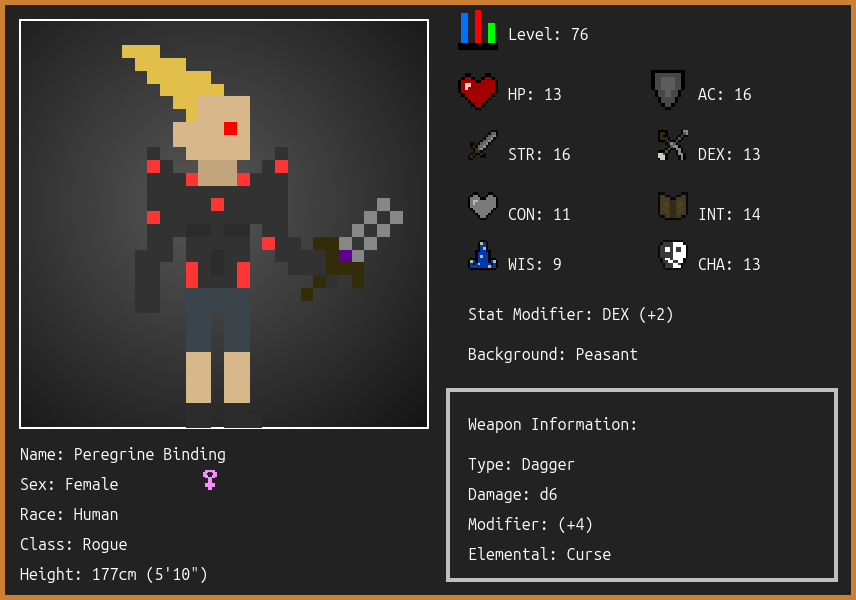 Level: 76
HP: 13
AC: 16
STR: 16
DEX: 13
CON: 11
INT: 14
WIS: 9
CHA: 13
Stat Modifier: DEX (+2)
Background: Peasant
Weapon Information:
Type: Dagger
Damage: d6
Modifier: (+4)
Elemental: Curse
Name: Peregrine Binding
Sex: Female
Race: Human
Class: Rogue
Height: 177cm (5'10")